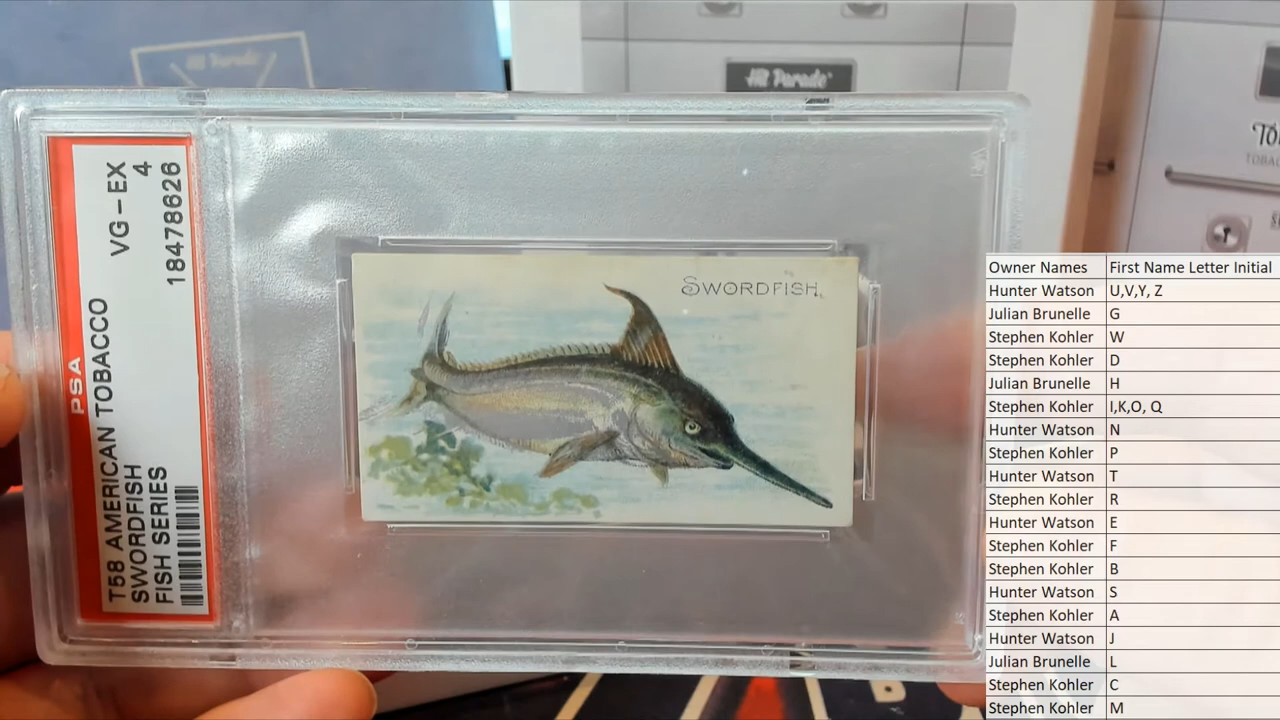 Hit Parade
Hit Parade
PSA
T58 AMERICAN TOBACCO
SWORDFISH
FISH SERIES
VG-EX
4
18478626
SWORDFISH.
Owner Names First Name Letter Initial
Hunter Watson U,V,Y, Z
Julian Brunelle G
Stephen Kohler W
Stephen Kohler D
Julian Brunelle H
Stephen Kohler I,K,O, Q
Hunter Watson N
Stephen Kohler P
Hunter Watson T
Stephen Kohler R
Hunter Watson E
Stephen Kohler F
Stephen Kohler B
Hunter Watson S
Stephen Kohler A
Hunter Watson J
Julian Brunelle L
Stephen Kohler C
Stephen Kohler M